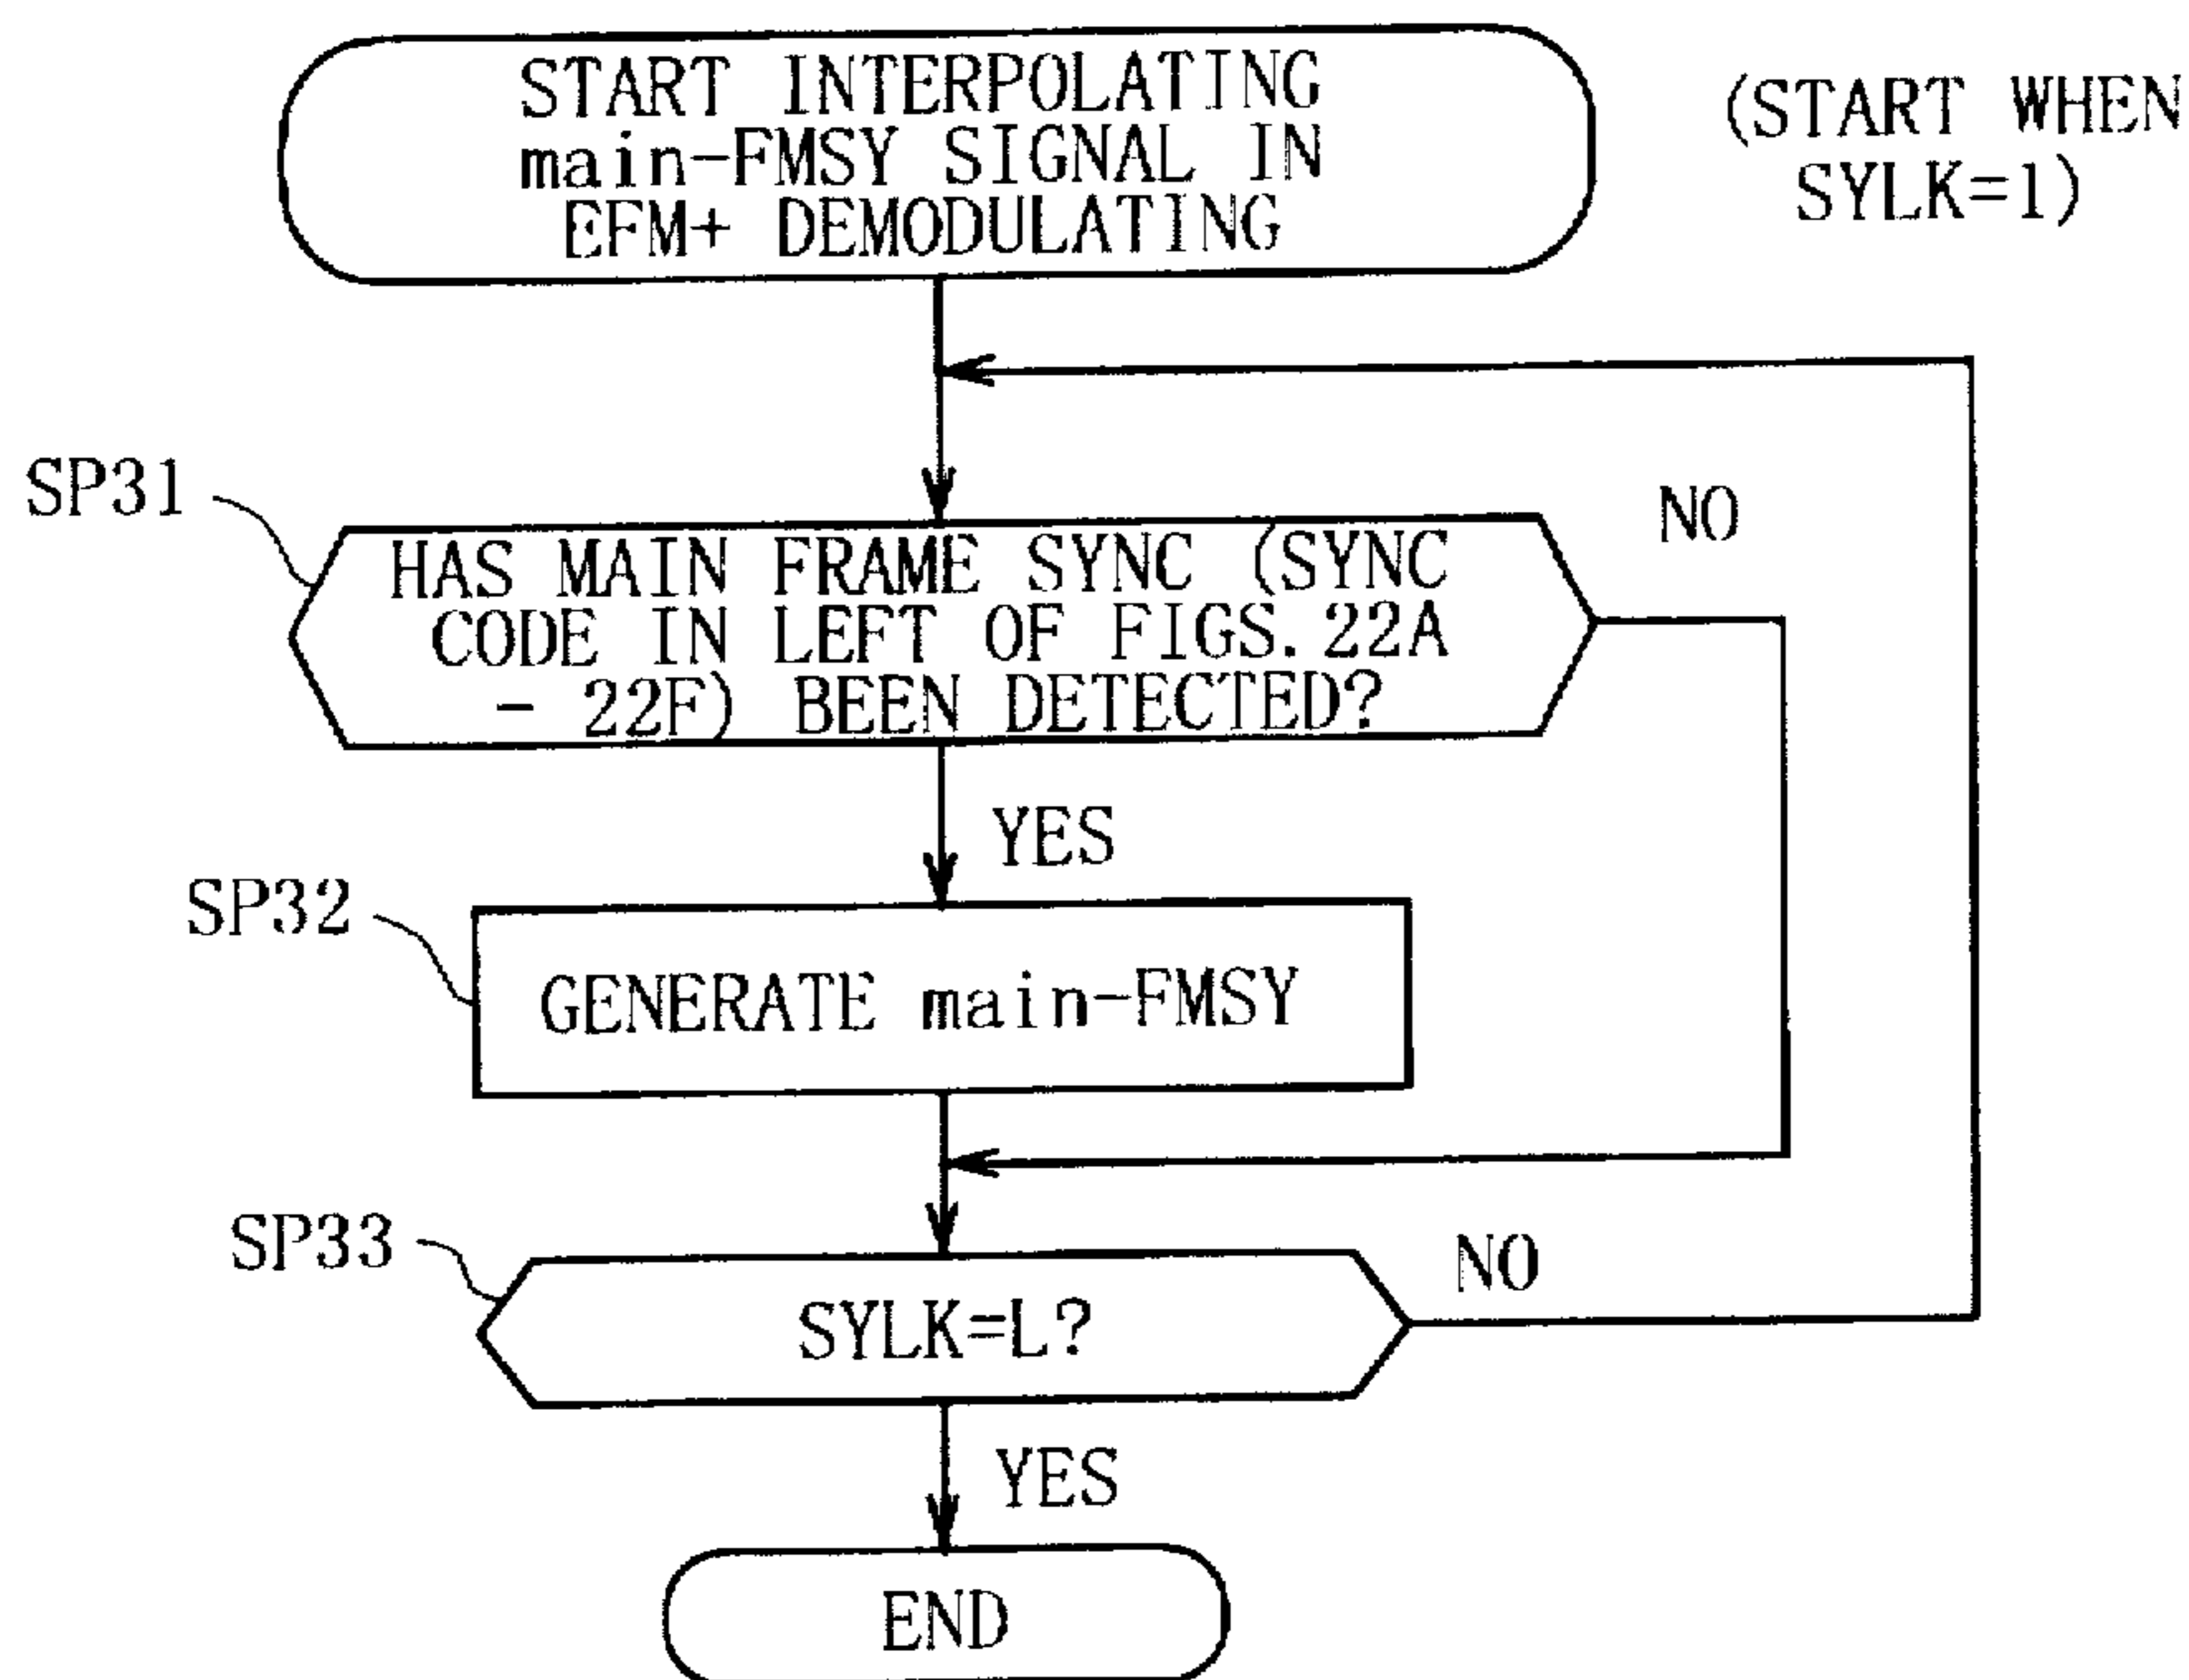 START INTERPOLATING
main-FMSY SIGNAL IN
EFM+ DEMODULATING
(START WHEN
SYLK=1)
SP31
HAS MAIN FRAME SYNC (SYNC
CODE IN LEFT OF FIGS. 22A
- 22F) BEEN DETECTED?
NO
YES
SP32
GENERATE main-FMSY
SP33
SYLK=L?
NO
YES
END